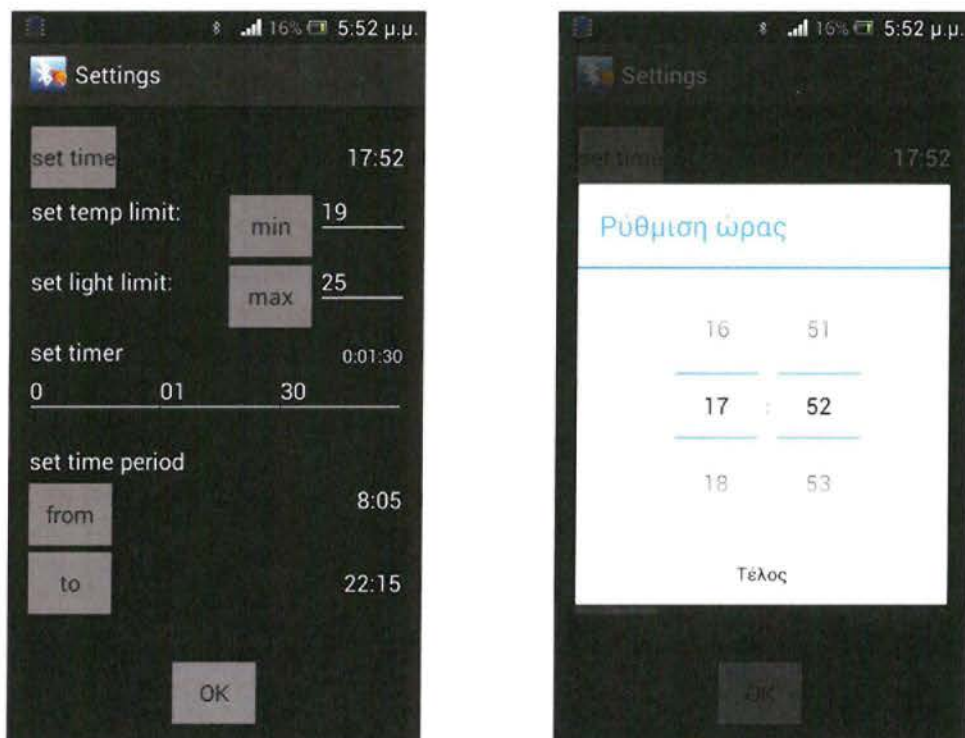 16% 5:52 μ.μ.
Settings
set time 17:52
set temp limit: min 19
set light limit: max 25
set timer 0:01:30
0 01 30
set time period
from 8:05
to 22:15
OK
16% 5:52 μ.μ.
Settings
set time 17:52
Ρύθμιση ώρας
16 51
17 : 52
18 53
Τέλος
OK